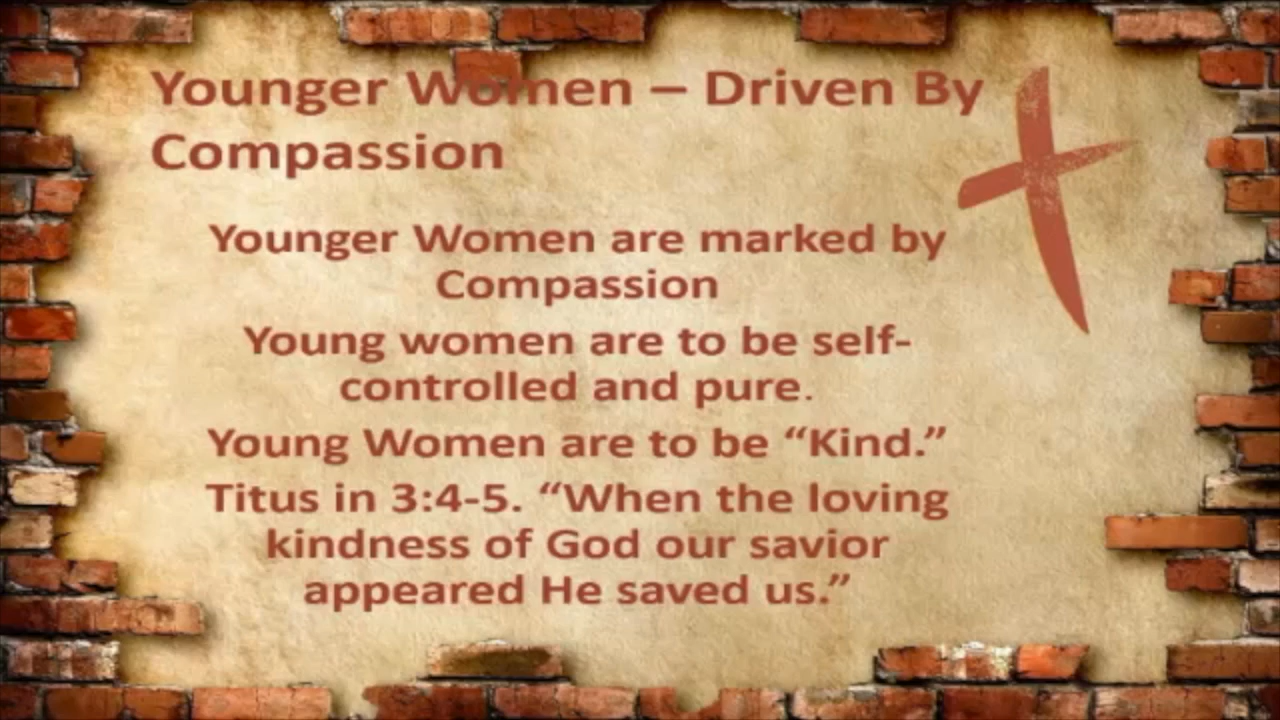 Younger Women – Driven By
Compassion
Younger Women are marked by
Compassion
Young women are to be self-
controlled and pure.
Young Women are to be “Kind.”
Titus in 3:4-5. “When the loving
kindness of God our savior
appeared He saved us.”